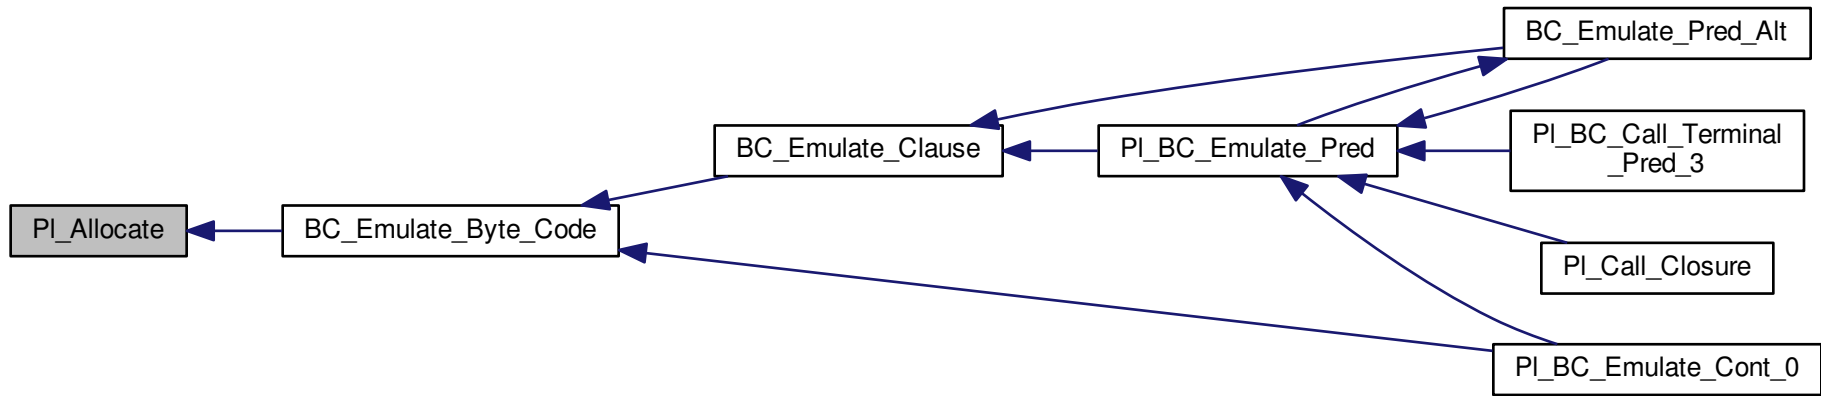 Pl_Allocate
BC_Emulate_Byte_Code
BC_Emulate_Clause
Pl_BC_Emulate_Pred
BC_Emulate_Pred_Alt
Pl_BC_Call_Terminal
_Pred_3
Pl_Call_Closure
Pl_BC_Emulate_Cont_0